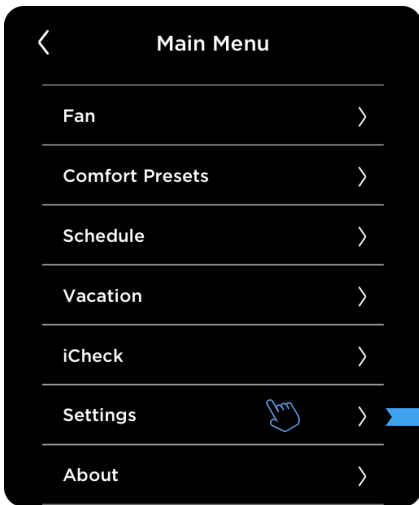 Main Menu
Fan
Comfort Presets
Schedule
Vacation
iCheck
Settings
About